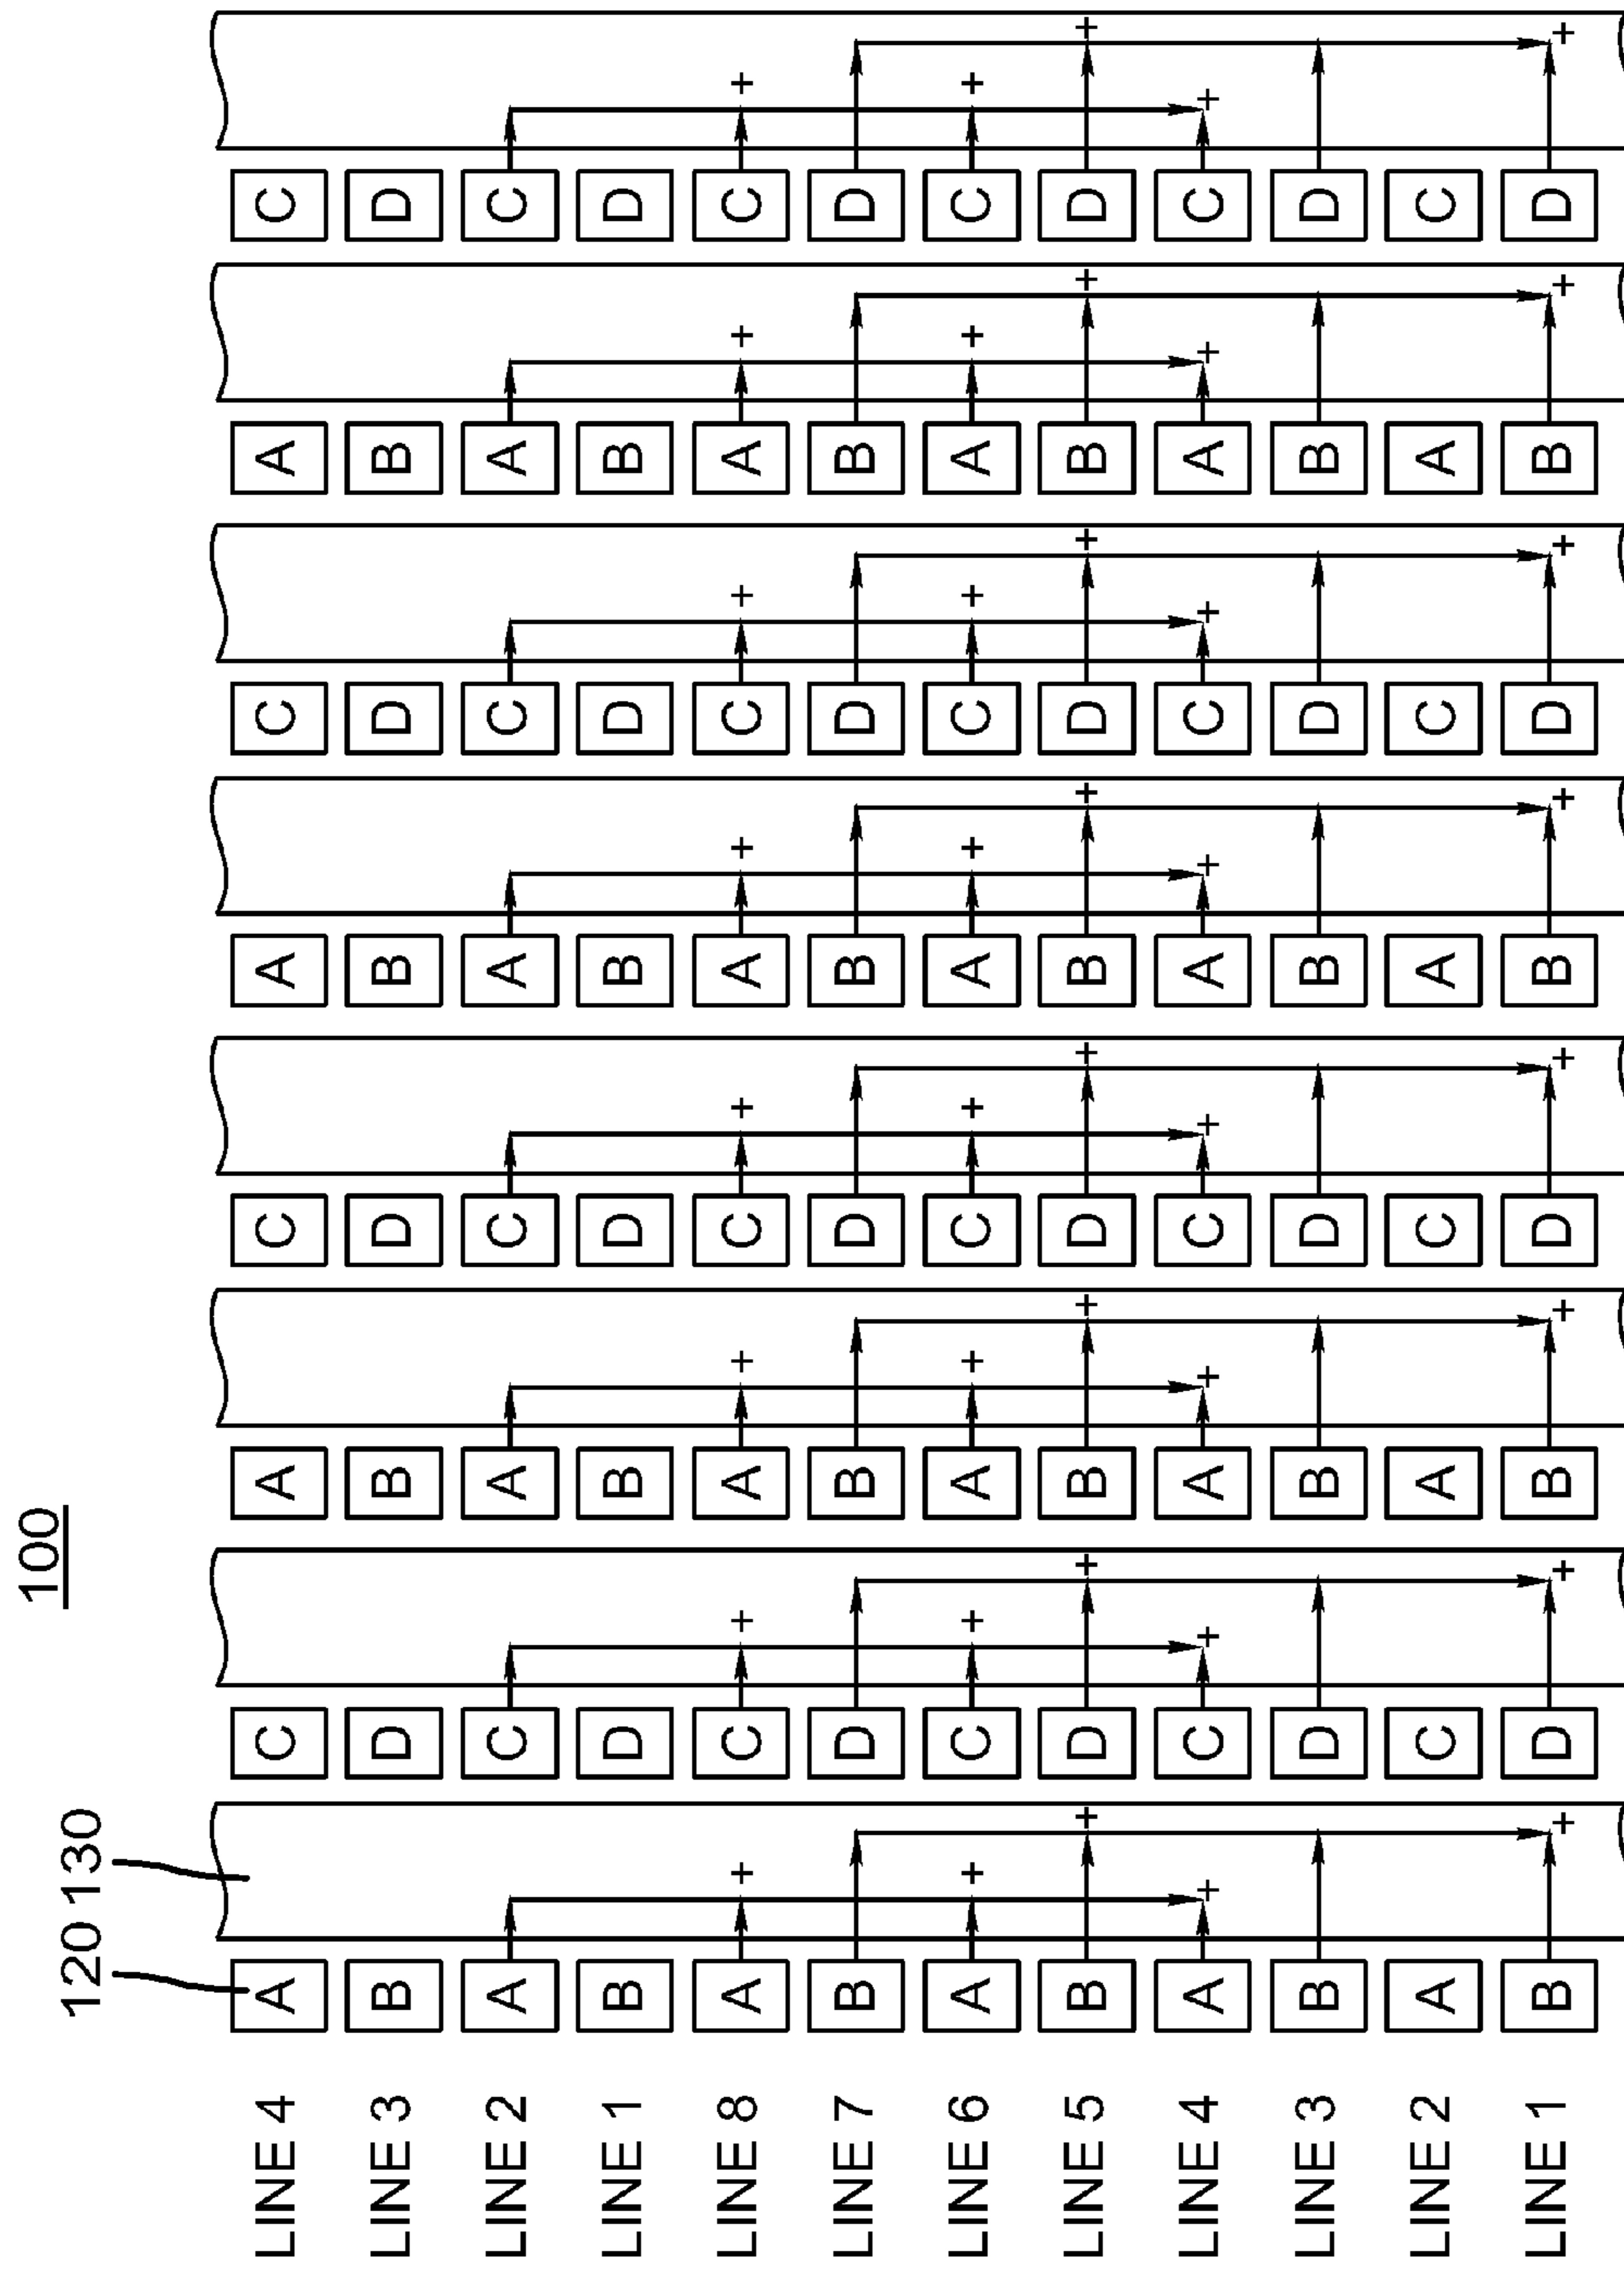 100
120 130
LINE 4 A C A C A C A C
LINE 3 B D B D B D B D
LINE 2 A C A C A C A C
LINE 1 B D B D B D B D
LINE 8 A + C + A + C + A + C + A + C +
LINE 7 B D B D B D B D
LINE 6 A + C + A + C + A + C + A + C +
LINE 5 B + D + B + D + B + D + B + D +
LINE 4 A + C + A + C + A + C + A + C +
LINE 3 B D B D B D B D
LINE 2 A C A C A C A C
LINE 1 B + D + B + D + B + D + B + D +